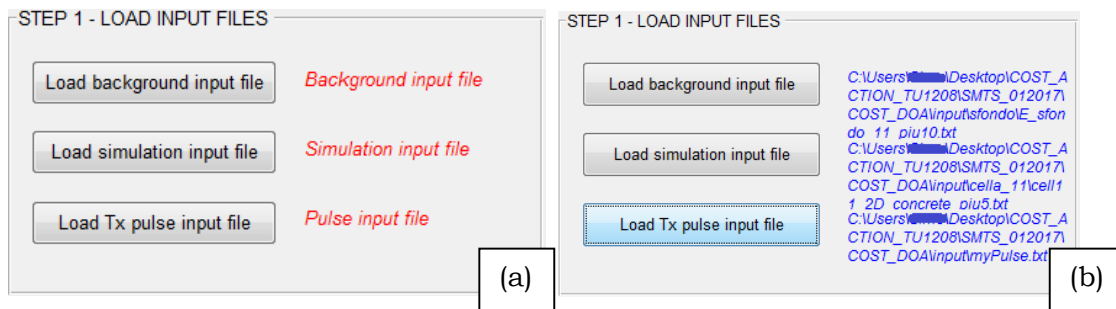 STEP 1 - LOAD INPUT FILES
Load background input file
Background input file
Load simulation input file
Simulation input file
Load Tx pulse input file
Pulse input file
(a)
STEP 1 - LOAD INPUT FILES
Load background input file
C:\Users\ \Desktop\COST_A
CTION_TU1208\SMTS_012017\
COST_DOA\input\sfondo\E_sfon
do_11_piu10.txt
Load simulation input file
C:\Users\ \Desktop\COST_A
CTION_TU1208\SMTS_012017\
COST_DOA\input\cella_11\cell1
1_2D_concrete_piu5.txt
Load Tx pulse input file
C:\Users\ \Desktop\COST_A
CTION_TU1208\SMTS_012017\
COST_DOA\input\myPulse.txt
(b)